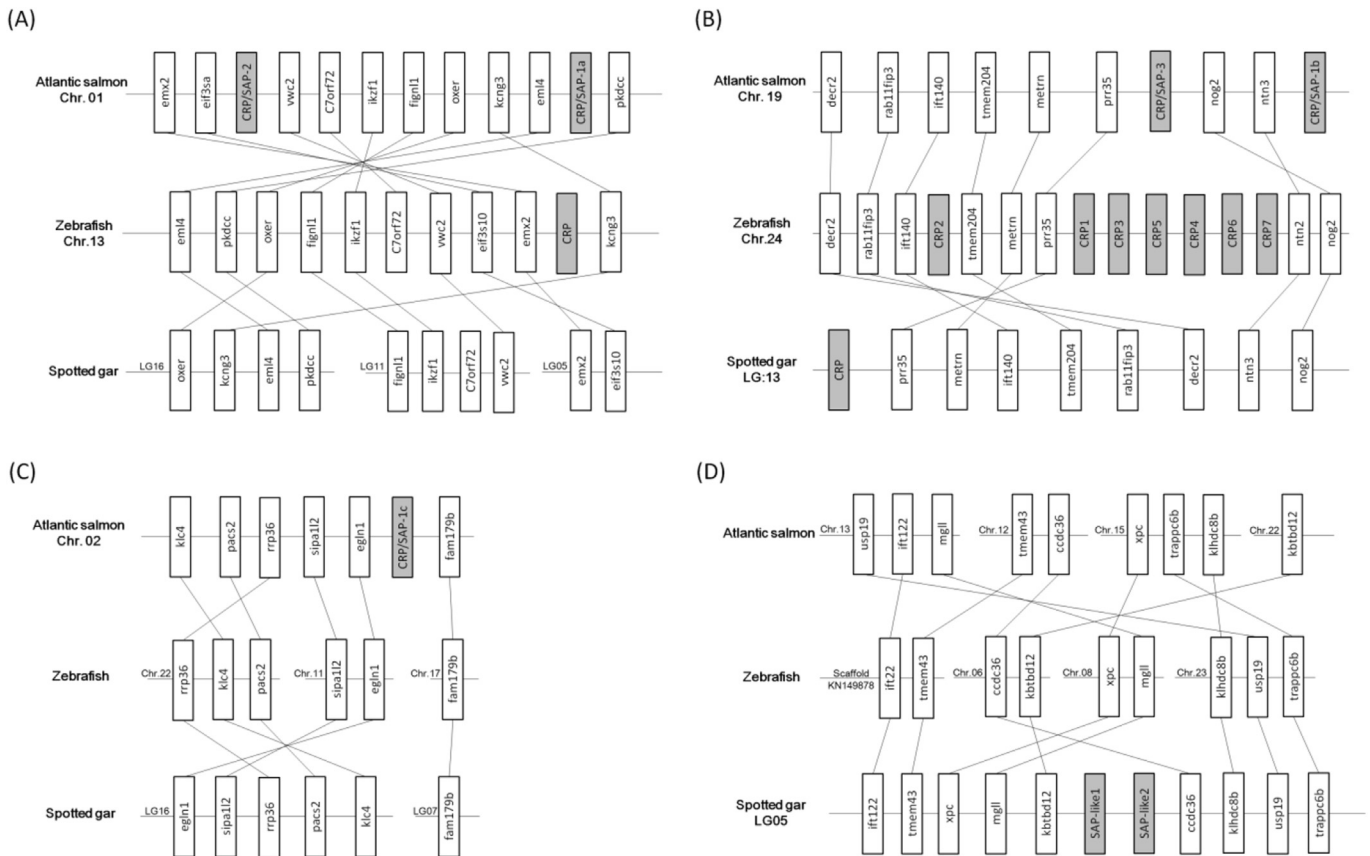 (A)
Atlantic salmon
Chr. 01
emx2
eif3sa
CRP/SAP-2
vwc2
C7orf72
ikzf1
fignl1
oxer
kcng3
eml4
CRP/SAP-1a
pkdcc
Zebrafish
Chr.13
eml4
pkdcc
oxer
fignl1
ikzf1
C7orf72
vwc2
eif3s10
emx2
CRP
kcng3
Spotted gar
LG16
oxer
kcng3
eml4
pkdcc
LG11
fignl1
ikzf1
C7orf72
vwc2
LG05
emx2
eif3s10
(B)
Atlantic salmon
Chr. 19
decr2
rab11fip3
ift140
tmem204
metrn
prr35
CRP/SAP-3
nog2
ntn3
CRP/SAP-1b
Zebrafish
Chr.24
decr2
rab11fip3
ift140
CRP2
tmem204
metrn
prr35
CRP1
CRP3
CRP5
CRP4
CRP6
CRP7
ntn2
nog2
Spotted gar
LG:13
CRP
prr35
metrn
ift140
tmem204
rab11fip3
decr2
ntn3
nog2
(C)
Atlantic salmon
Chr. 02
klc4
pacs2
rrp36
sipa1l2
egln1
CRP/SAP-1c
fam179b
Zebrafish
Chr.22
rrp36
klc4
pacs2
Chr.11
sipa1l2
egln1
Chr.17
fam179b
Spotted gar
LG16
egln1
sipa1l2
rrp36
pacs2
klc4
LG07
fam179b
(D)
Atlantic salmon
Chr.13
usp19
ift122
mgll
Chr.12
tmem43
ccdc36
Chr.15
xpc
trappc6b
klhdc8b
Chr.22
kbtbd12
Zebrafish
Scaffold
KN149878
ift22
tmem43
Chr.06
ccdc36
kbtbd12
Chr.08
xpc
mgll
Chr.23
klhdc8b
usp19
trappc6b
Spotted gar
LG05
ift122
tmem43
xpc
mgll
kbtbd12
SAP-like1
SAP-like2
ccdc36
klhdc8b
usp19
trappc6b